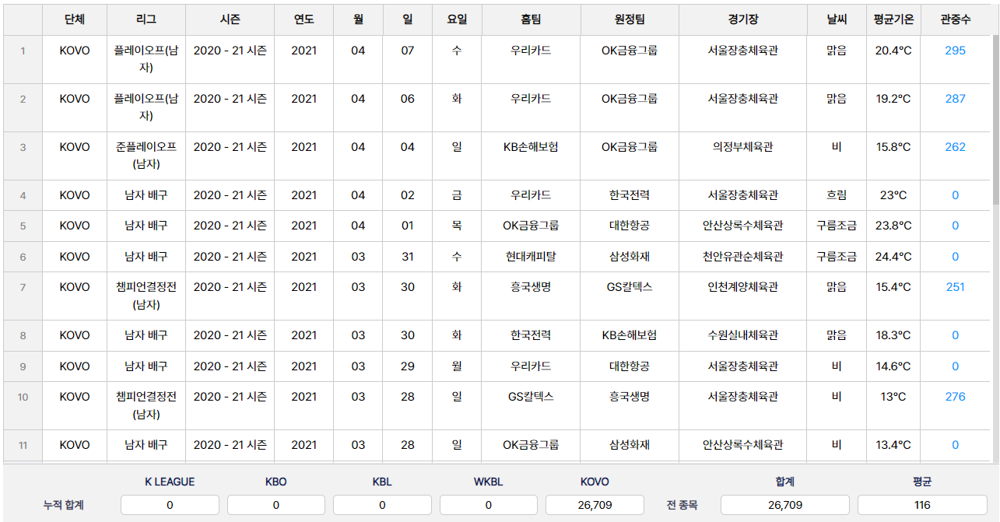 단체 리그 시즌 연도 월 일 요일 홈팀 원정팀 경기장 날씨 평균기온 관중수
1 KOVO 플레이오프(남자) 2020 - 21 시즌 2021 04 07 수 우리카드 OK금융그룹 서울장충체육관 맑음 20.4°C 295
2 KOVO 플레이오프(남자) 2020 - 21 시즌 2021 04 06 화 우리카드 OK금융그룹 서울장충체육관 맑음 19.2°C 287
3 KOVO 준플레이오프(남자) 2020 - 21 시즌 2021 04 04 일 KB손해보험 OK금융그룹 의정부체육관 비 15.8°C 262
4 KOVO 남자 배구 2020 - 21 시즌 2021 04 02 금 우리카드 한국전력 서울장충체육관 흐림 23°C 0
5 KOVO 남자 배구 2020 - 21 시즌 2021 04 01 목 OK금융그룹 대한항공 안산상록수체육관 구름조금 23.8°C 0
6 KOVO 남자 배구 2020 - 21 시즌 2021 03 31 수 현대캐피탈 삼성화재 천안유관순체육관 구름조금 24.4°C 0
7 KOVO 챔피언결정전(남자) 2020 - 21 시즌 2021 03 30 화 흥국생명 GS칼텍스 인천계양체육관 맑음 15.4°C 251
8 KOVO 남자 배구 2020 - 21 시즌 2021 03 30 화 한국전력 KB손해보험 수원실내체육관 맑음 18.3°C 0
9 KOVO 남자 배구 2020 - 21 시즌 2021 03 29 월 우리카드 대한항공 서울장충체육관 비 14.6°C 0
10 KOVO 챔피언결정전(남자) 2020 - 21 시즌 2021 03 28 일 GS칼텍스 흥국생명 서울장충체육관 비 13°C 276
11 KOVO 남자 배구 2020 - 21 시즌 2021 03 28 일 OK금융그룹 삼성화재 안산상록수체육관 비 13.4°C 0
K LEAGUE KBO KBL WKBL KOVO 합계 평균
누적 합계 0 0 0 0 26,709 전 종목 26,709 116